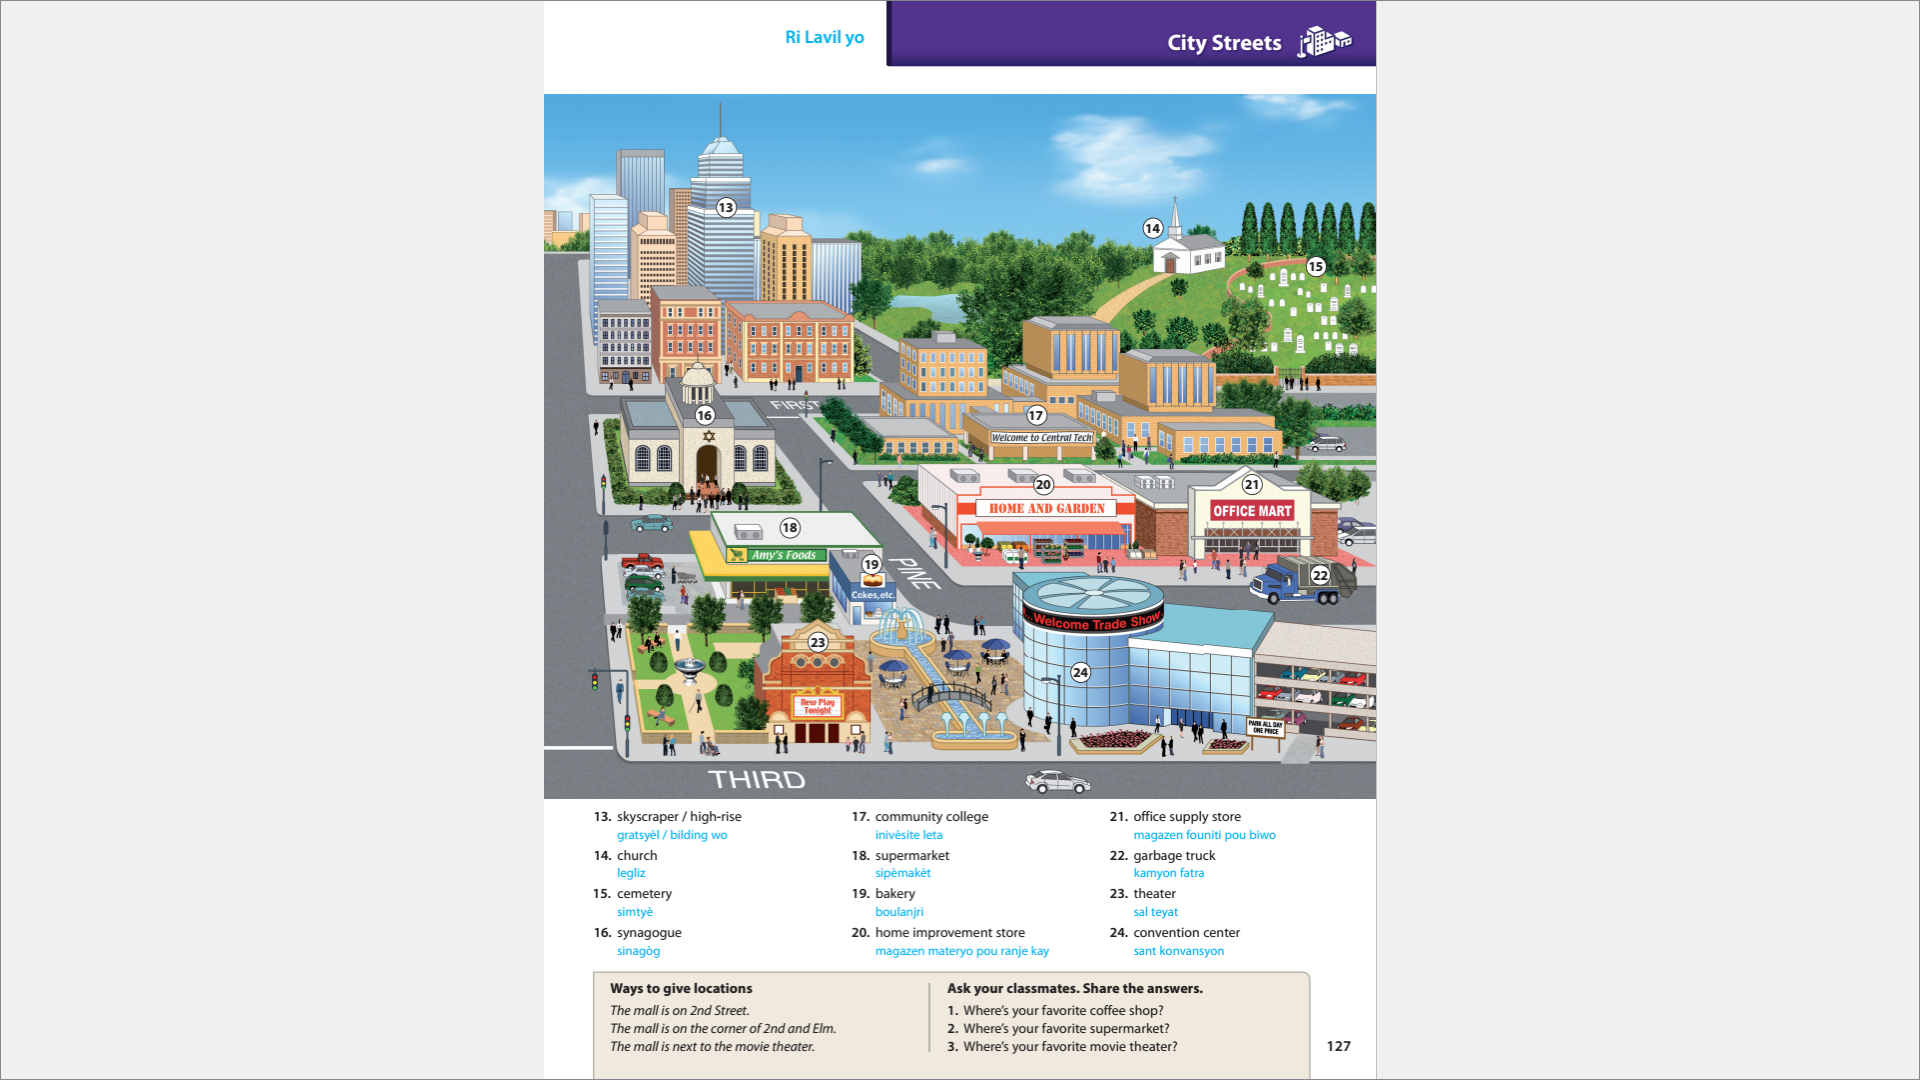 Ri Lavil yo
City Streets
13
14
15
16
FIRST
17
Welcome to Central Tech
20
HOME AND GARDEN
21
OFFICE MART
18
Amy's Foods
19
Cakes, etc.
PINE
22
Welcome Trade Show
23
New Play
Tonight
24
PARK ALL DAY
ONE PRICE
THIRD
13. skyscraper / high-rise
gratsyèl / bilding wo
14. church
legliz
15. cemetery
simtyè
16. synagogue
sinagòg
17. community college
inivèsite leta
18. supermarket
sipèmakèt
19. bakery
boulanjri
20. home improvement store
magazen materyo pou ranje kay
21. office supply store
magazen founiti pou biwo
22. garbage truck
kamyon fatra
23. theater
sal teyat
24. convention center
sant konvansyon
Ways to give locations
The mall is on 2nd Street.
The mall is on the corner of 2nd and Elm.
The mall is next to the movie theater.
Ask your classmates. Share the answers.
1. Where's your favorite coffee shop?
2. Where's your favorite supermarket?
3. Where's your favorite movie theater?
127